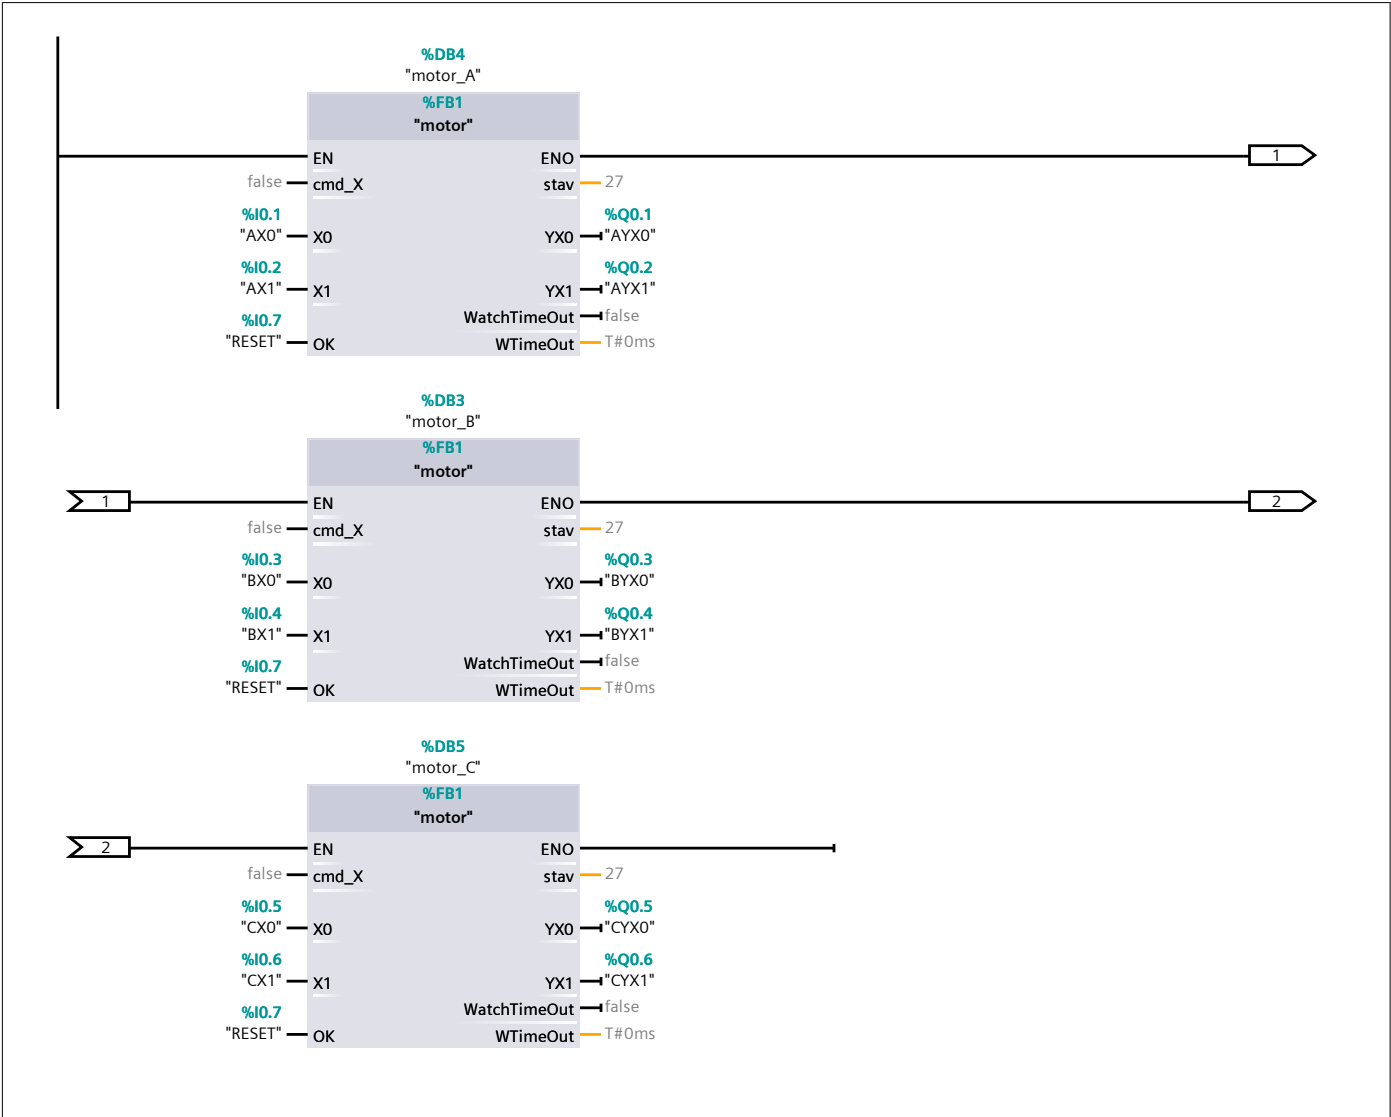 %DB4
"motor_A"
%FB1
"motor"
EN ENO 1
false cmd_X stav 27
%I0.1 %Q0.1
"AX0" X0 YX0 "AYX0"
%I0.2 %Q0.2
"AX1" X1 YX1 "AYX1"
WatchTimeOut false
%I0.7
"RESET" OK WTimeOut T#0ms
%DB3
"motor_B"
%FB1
"motor"
1 EN ENO 2
false cmd_X stav 27
%I0.3 %Q0.3
"BX0" X0 YX0 "BYX0"
%I0.4 %Q0.4
"BX1" X1 YX1 "BYX1"
WatchTimeOut false
%I0.7
"RESET" OK WTimeOut T#0ms
%DB5
"motor_C"
%FB1
"motor"
2 EN ENO
false cmd_X stav 27
%I0.5 %Q0.5
"CX0" X0 YX0 "CYX0"
%I0.6 %Q0.6
"CX1" X1 YX1 "CYX1"
WatchTimeOut false
%I0.7
"RESET" OK WTimeOut T#0ms